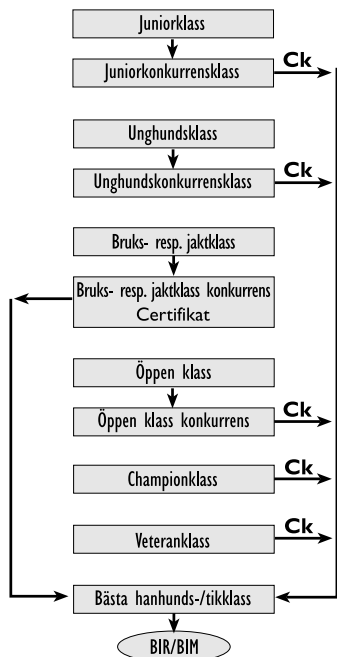 Juniorklass
Juniorkonkurrensklass
Ck
Unghundsklass
Unghundskonkurrensklass
Ck
Bruks- resp. jaktklass
Bruks- resp. jaktklass konkurrens
Certifikat
Öppen klass
Öppen klass konkurrens
Ck
Championklass
Ck
Veteranklass
Ck
Bästa hanhunds-/tikklass
BIR/BIM